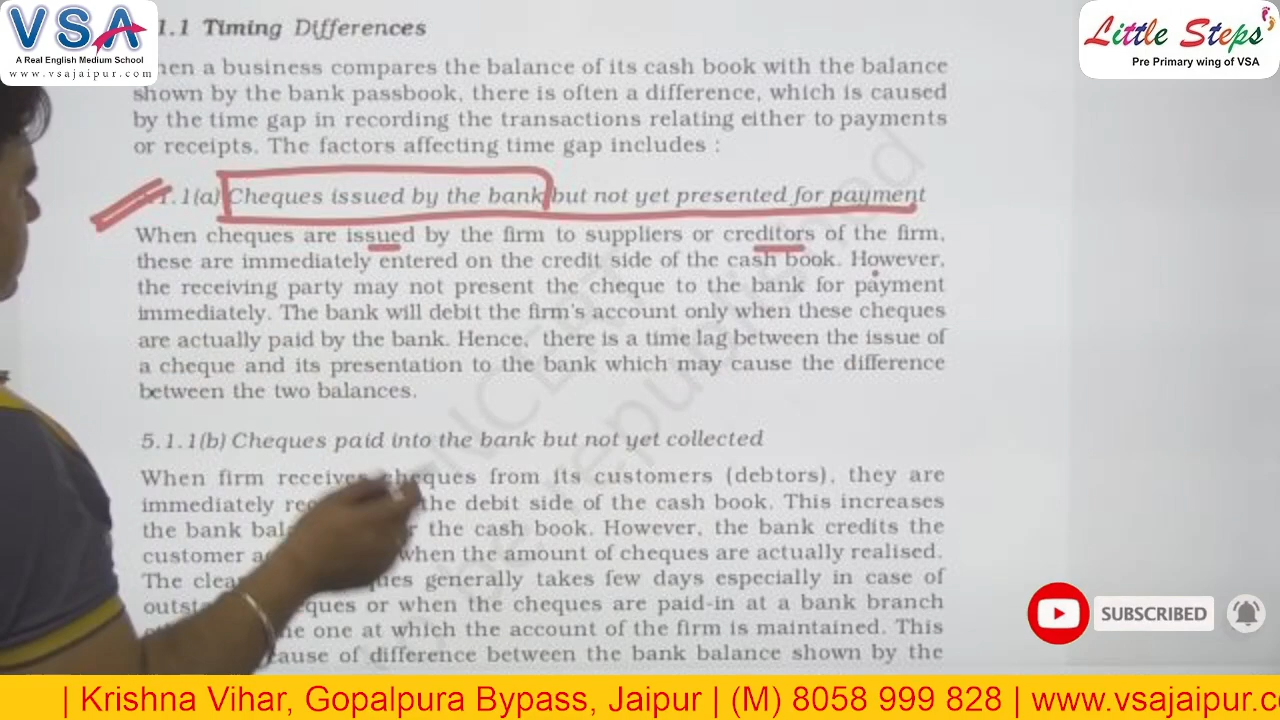 VSA
A Real English Medium School
www.vsajaipur.com
Little Steps
Pre Primary wing of VSA
1.1 Timing Differences
en a business compares the balance of its cash book with the balance
shown by the bank passbook, there is often a difference, which is caused
by the time gap in recording the transactions relating either to payments
or receipts. The factors affecting time gap includes :
1.1(a) Cheques issued by the bank but not yet presented for payment
When cheques are issued by the firm to suppliers or creditors of the firm,
these are immediately entered on the credit side of the cash book. However,
the receiving party may not present the cheque to the bank for payment
immediately. The bank will debit the firm's account only when these cheques
are actually paid by the bank. Hence, there is a time lag between the issue of
a cheque and its presentation to the bank which may cause the difference
between the two balances.
5.1.1(b) Cheques paid into the bank but not yet collected
When firm receives cheques from its customers (debtors), they are
immediately the debit side of the cash book. This increases
the bank the cash book. However, the bank credits the
customer when the amount of cheques are actually realised.
The generally takes few days especially in case of
or when the cheques are paid-in at a bank branch
one at which the account of the firm is maintained. This
cause of difference between the bank balance shown by the
SUBSCRIBED
| Krishna Vihar, Gopalpura Bypass, Jaipur | (M) 8058 999 828 | www.vsajaipur.c